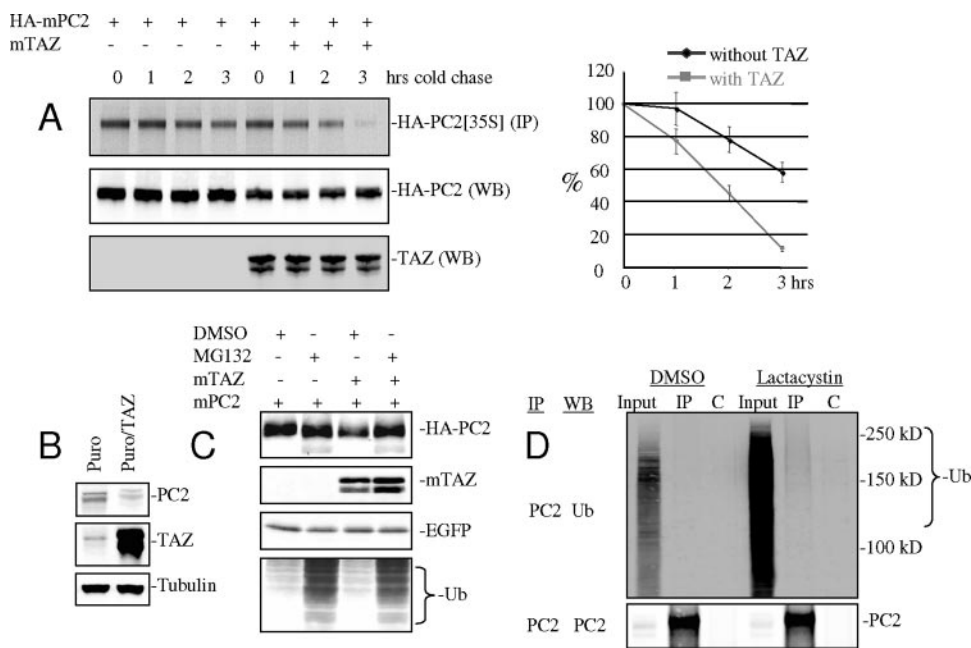 HA-mPC2 + + + + + + + +
mTAZ - - - - + + + +
0 1 2 3 0 1 2 3 hrs cold chase
A
-HA-PC2[35S] (IP)
-HA-PC2 (WB)
-TAZ (WB)
without TAZ
with TAZ
120
100
80
60
40
20
0
%
0 1 2 3 hrs
B
Puro
Puro/TAZ
-PC2
-TAZ
-Tubulin
C
DMSO + - + -
MG132 - + - +
mTAZ - - + +
mPC2 + + + +
-HA-PC2
-mTAZ
-EGFP
-Ub
D
DMSO Lactacystin
IP WB Input IP C Input IP C
-250 kD
-150 kD
-Ub
PC2 Ub
-100 kD
PC2 PC2
-PC2